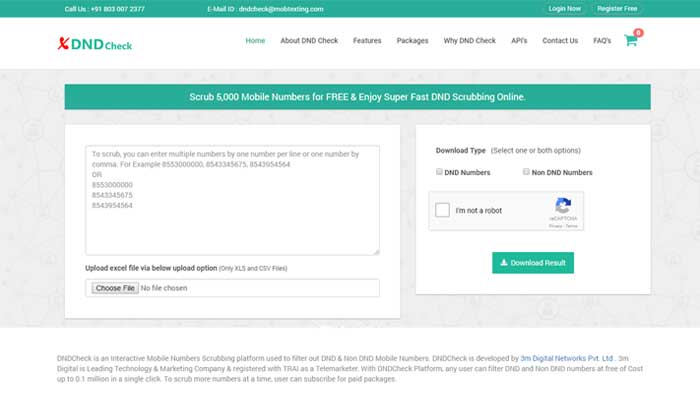 Call Us : +91 803 007 2377 E-Mail ID : dndcheck@mobtexting.com Login Now Register Free
DND Check Home About DND Check Features Packages Why DND Check API's Contact Us FAQ's 0
Scrub 5,000 Mobile Numbers for FREE & Enjoy Super Fast DND Scrubbing Online.
To scrub, you can enter multiple numbers by one number per line or one number by
comma. For Example 8553000000, 8543345675, 8543954564
OR
8553000000
8543345675
8543954564
Upload excel file via below upload option (Only XLS and CSV Files)
Choose File No file chosen
Download Type (Select one or both options)
DND Numbers Non DND Numbers
I'm not a robot
reCAPTCHA
Privacy - Terms
Download Result
DNDCheck is an Interactive Mobile Numbers Scrubbing platform used to filter out DND & Non DND Mobile Numbers. DNDCheck is developed by 3m Digital Networks Pvt. Ltd . 3m
Digital is Leading Technology & Marketing Company & registered with TRAI as a Telemarketer. With DNDCheck Platform, any user can filter DND and Non DND numbers at free of Cost
up to 0.1 million in a single click. To scrub more numbers at a time, user can subscribe for paid packages.